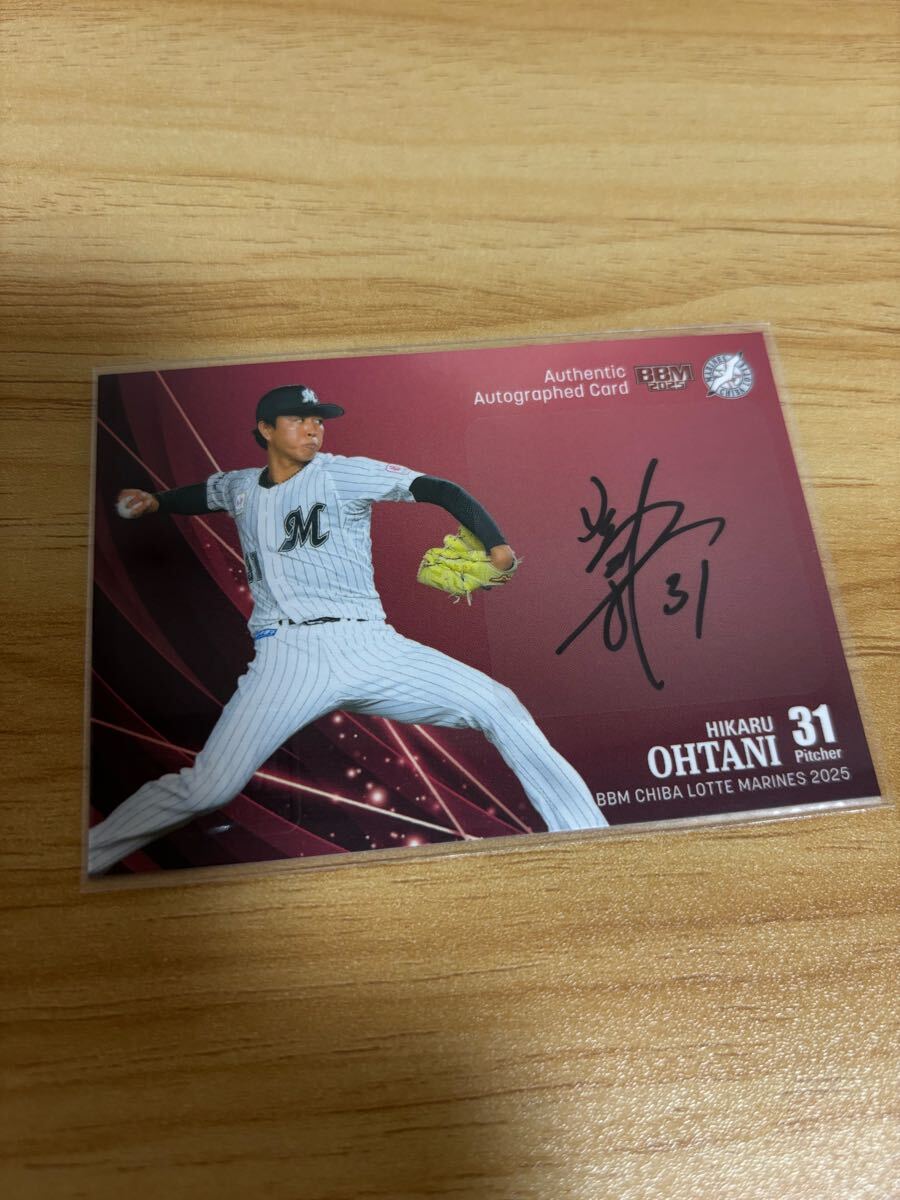 Authentic
Autographed Card
BBM
2025
M
M
31
HIKARU
OHTANI
31
Pitcher
BBM CHIBA LOTTE MARINES 2025